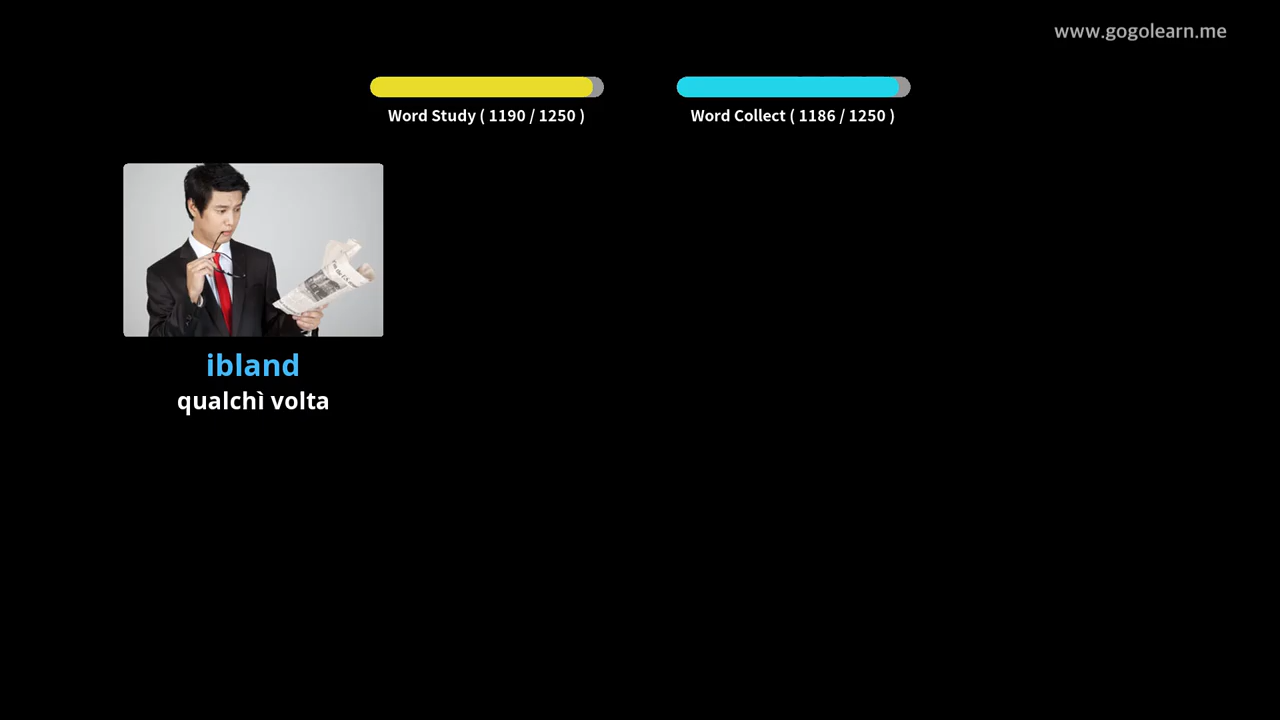 www.gogolearn.me
Word Study ( 1190 / 1250 )
Word Collect ( 1186 / 1250 )
ibland
qualchì volta